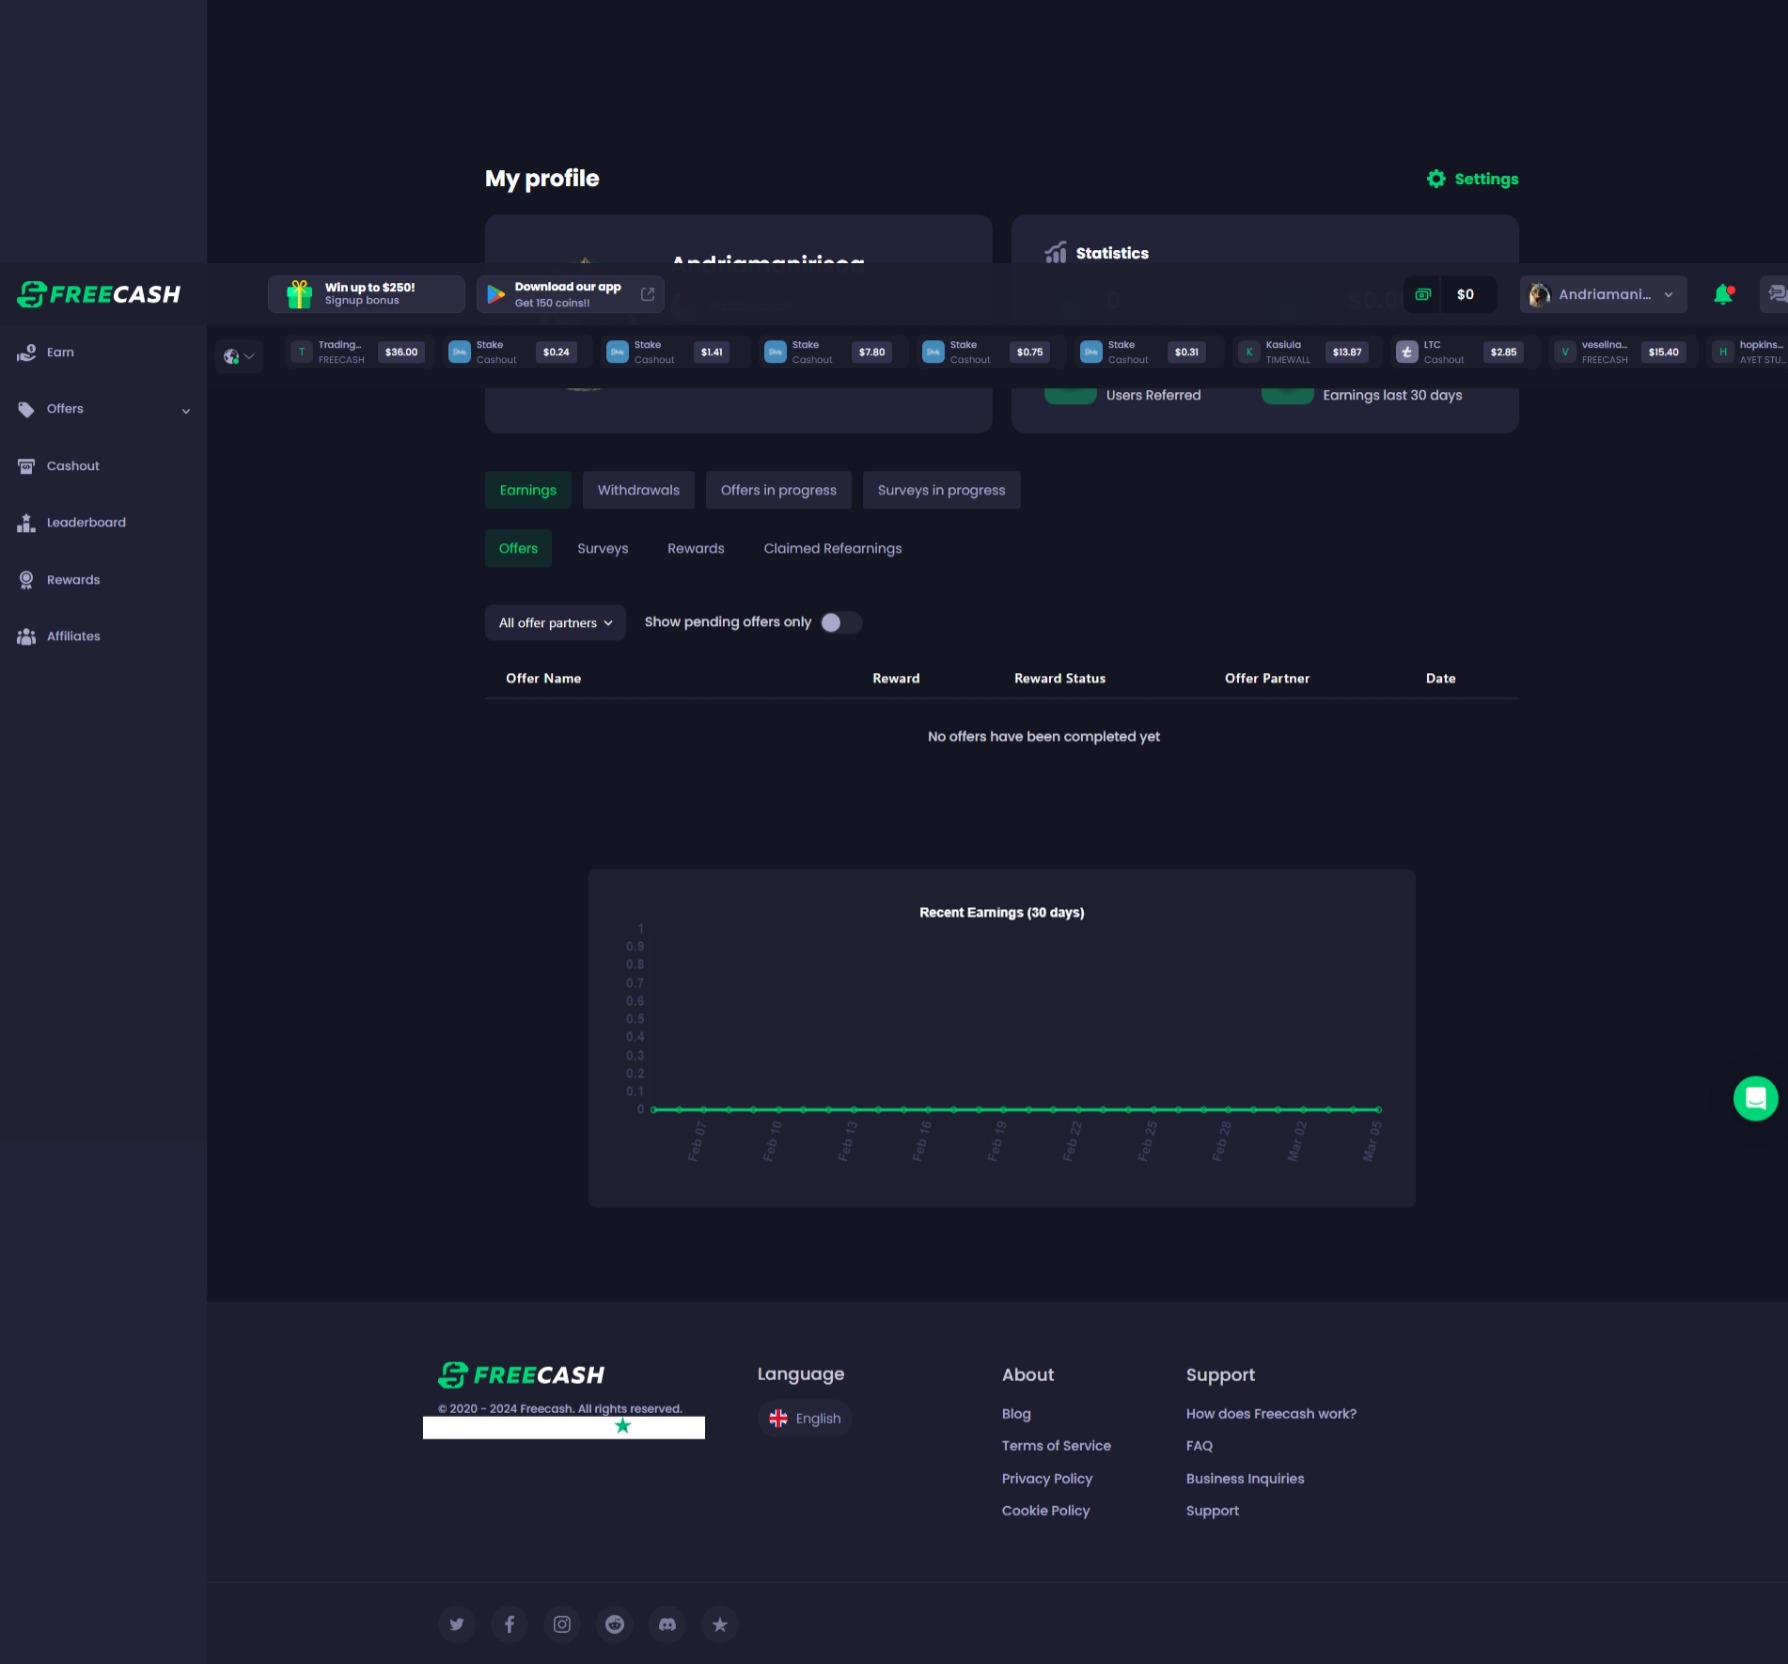 My profile
Settings
Statistics
FREECASH
Win up to $250!
Signup bonus
Download our app
Get 150 coins!!
$0
Andriamani...
Earn
Offers
Cashout
Leaderboard
Rewards
Affiliates
Trading...
FREECASH
$36.00
Stake
Cashout
$0.24
Stake
Cashout
$1.41
Stake
Cashout
$7.80
Stake
Cashout
$0.75
Stake
Cashout
$0.31
K
Kasiula
TIMEWALL
$13.87
LTC
Cashout
$2.85
V
veselina...
FREECASH
$15.40
H
hopkins...
AYET STU...
Users Referred
Earnings last 30 days
Earnings
Withdrawals
Offers in progress
Surveys in progress
Offers
Surveys
Rewards
Claimed Refearnings
All offer partners
Show pending offers only
Offer Name
Reward
Reward Status
Offer Partner
Date
No offers have been completed yet
Recent Earnings (30 days)
1
0.9
0.8
0.7
0.6
0.5
0.4
0.3
0.2
0.1
0
Feb 07
Feb 10
Feb 13
Feb 16
Feb 19
Feb 22
Feb 25
Feb 28
Mar 02
Mar 05
FREECASH
© 2020 - 2024 Freecash. All rights reserved.
Language
English
About
Blog
Terms of Service
Privacy Policy
Cookie Policy
Support
How does Freecash work?
FAQ
Business Inquiries
Support